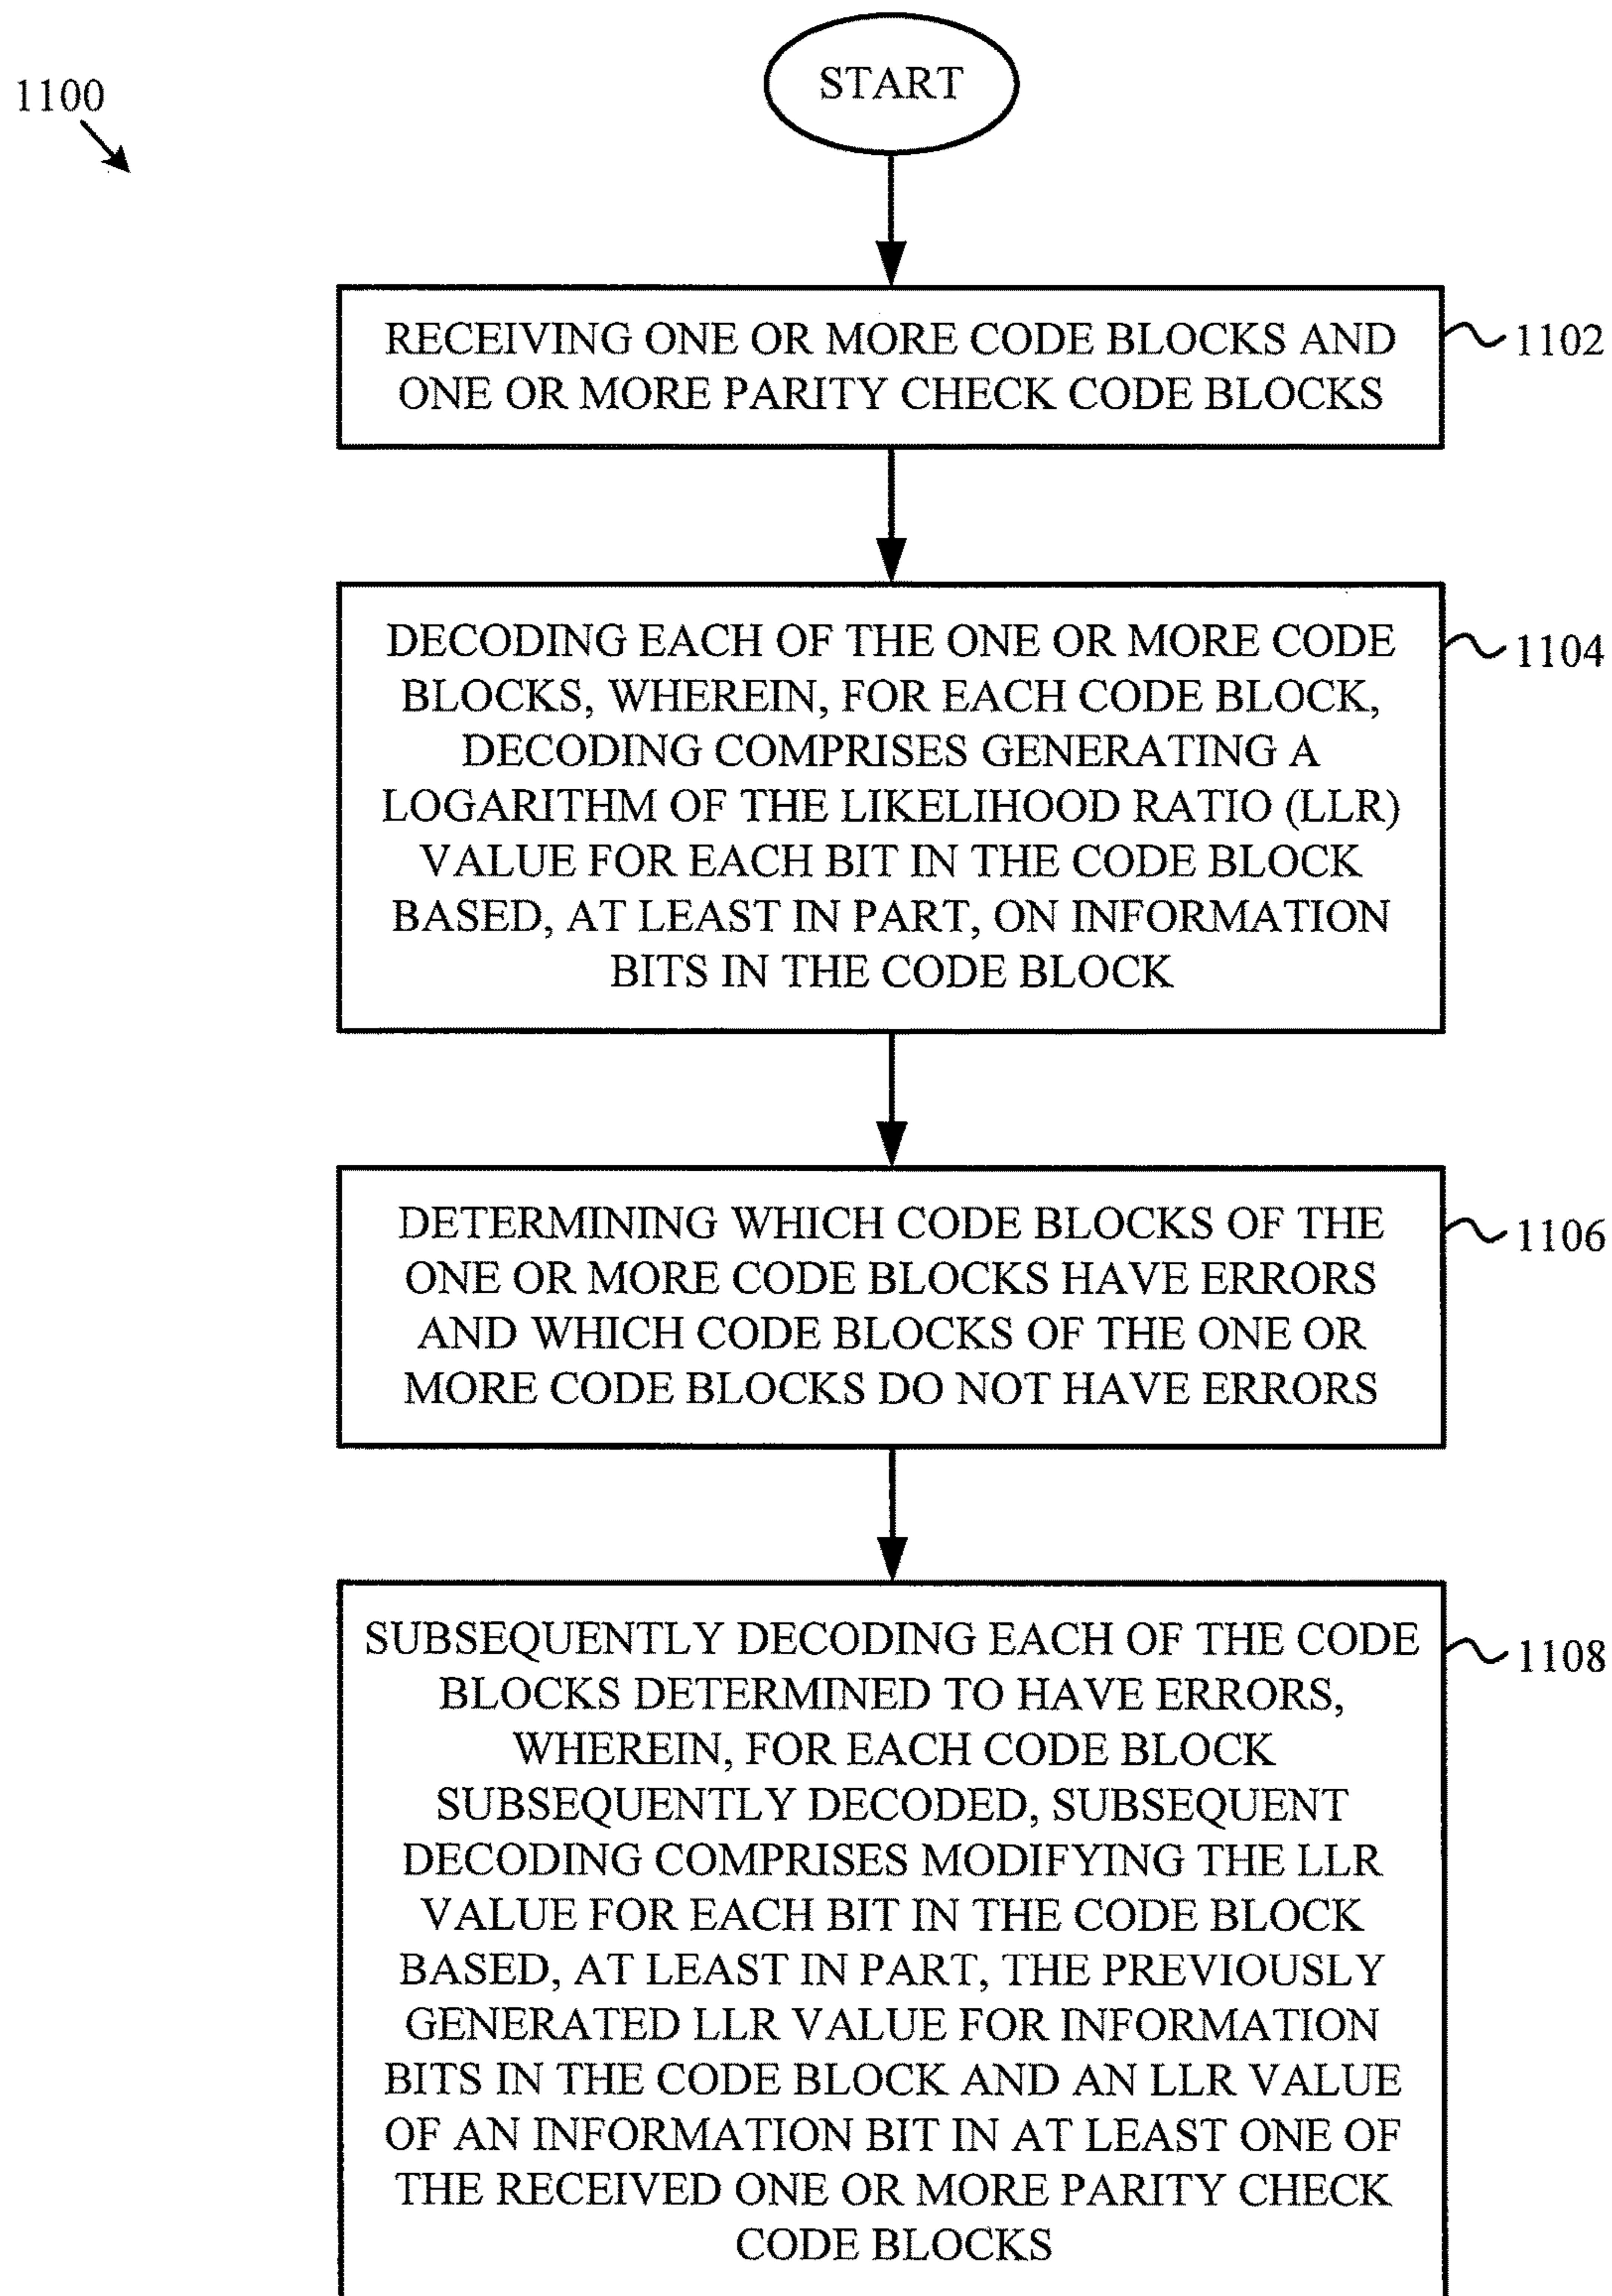 1100
START
RECEIVING ONE OR MORE CODE BLOCKS AND
ONE OR MORE PARITY CHECK CODE BLOCKS
1102
DECODING EACH OF THE ONE OR MORE CODE
BLOCKS, WHEREIN, FOR EACH CODE BLOCK,
DECODING COMPRISES GENERATING A
LOGARITHM OF THE LIKELIHOOD RATIO (LLR)
VALUE FOR EACH BIT IN THE CODE BLOCK
BASED, AT LEAST IN PART, ON INFORMATION
BITS IN THE CODE BLOCK
1104
DETERMINING WHICH CODE BLOCKS OF THE
ONE OR MORE CODE BLOCKS HAVE ERRORS
AND WHICH CODE BLOCKS OF THE ONE OR
MORE CODE BLOCKS DO NOT HAVE ERRORS
1106
SUBSEQUENTLY DECODING EACH OF THE CODE
BLOCKS DETERMINED TO HAVE ERRORS,
WHEREIN, FOR EACH CODE BLOCK
SUBSEQUENTLY DECODED, SUBSEQUENT
DECODING COMPRISES MODIFYING THE LLR
VALUE FOR EACH BIT IN THE CODE BLOCK
BASED, AT LEAST IN PART, THE PREVIOUSLY
GENERATED LLR VALUE FOR INFORMATION
BITS IN THE CODE BLOCK AND AN LLR VALUE
OF AN INFORMATION BIT IN AT LEAST ONE OF
THE RECEIVED ONE OR MORE PARITY CHECK
CODE BLOCKS
1108